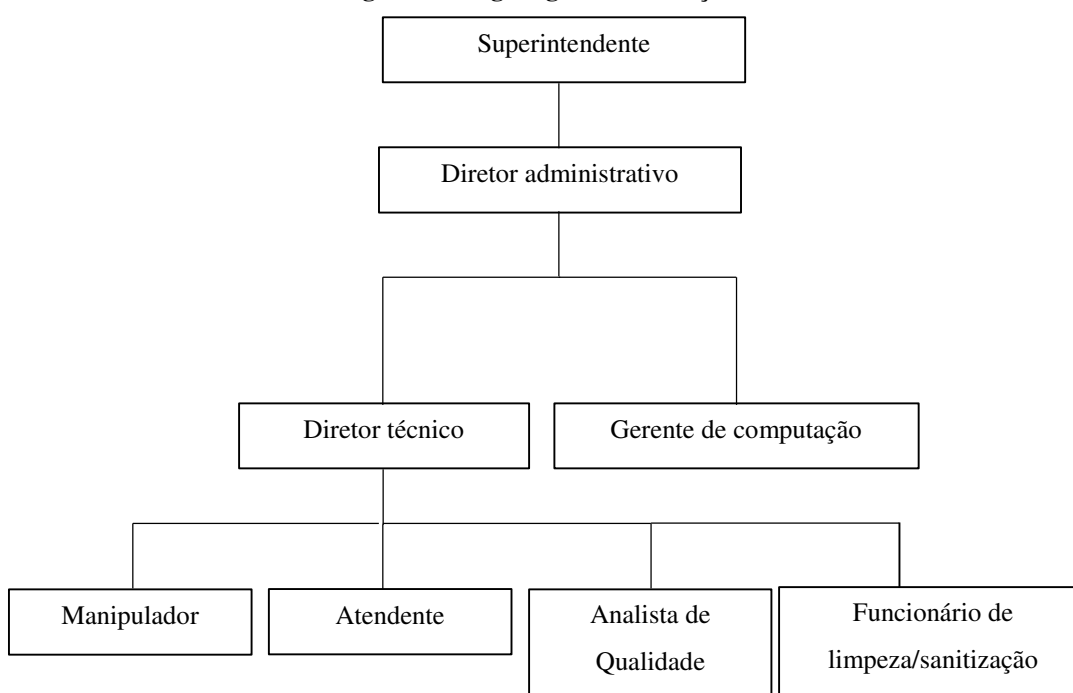 Superintendente
Diretor administrativo
Diretor técnico
Gerente de computação
Manipulador
Atendente
Analista de
Qualidade
Funcionário de
limpeza/sanitização